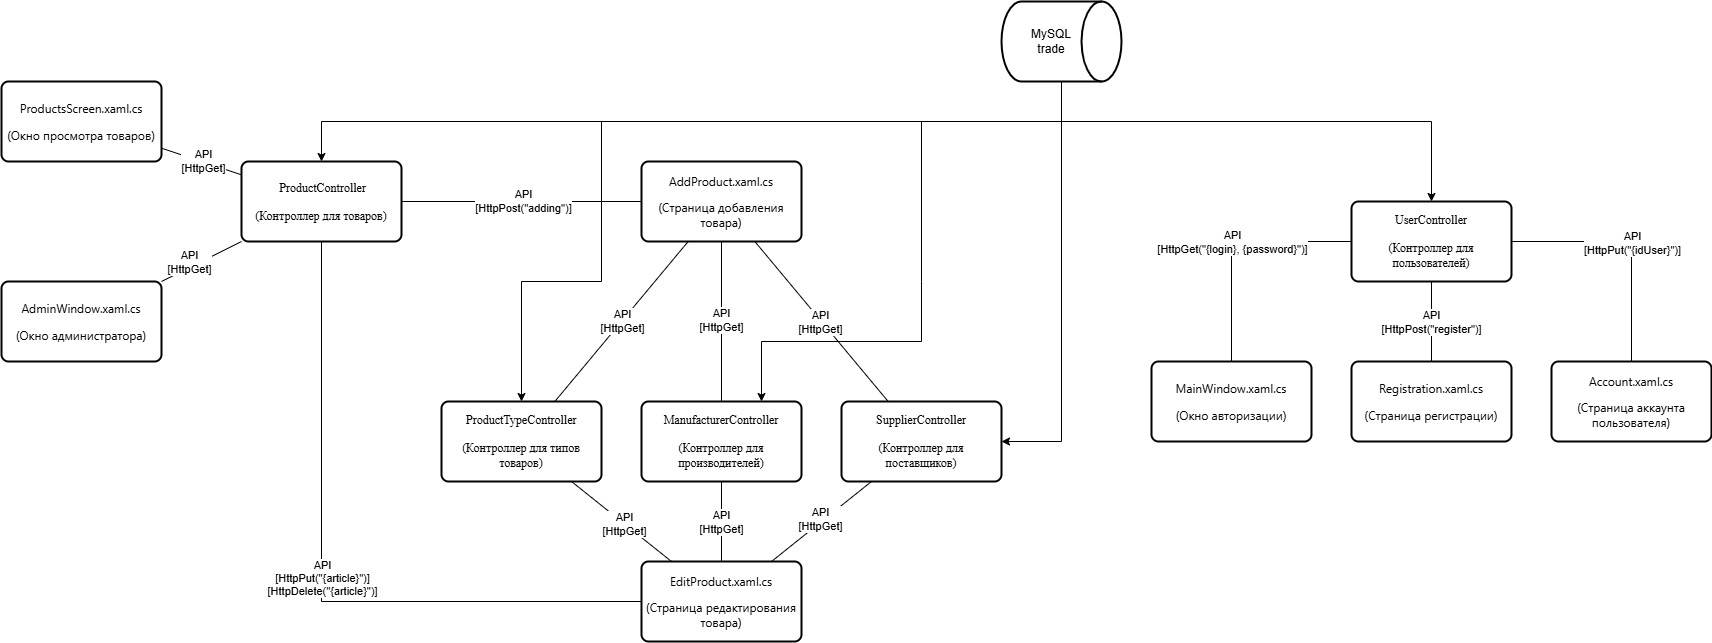 MySQL
trade
ProductsScreen.xaml.cs
(Окно просмотра товаров)
API
[HttpGet]
ProductController
(Контроллер для товаров)
API
[HttpPost("adding")]
AddProduct.xaml.cs
(Страница добавления
товара)
UserController
(Контроллер для
пользователей)
API
[HttpGet("{login}, {password}")]
API
[HttpPut("{idUser}")]
API
[HttpGet]
AdminWindow.xaml.cs
(Окно администратора)
API
[HttpGet]
API
[HttpGet]
API
[HttpGet]
API
[HttpPost("register")]
MainWindow.xaml.cs
(Окно авторизации)
Registration.xaml.cs
(Страница регистрации)
Account.xaml.cs
(Страница аккаунта
пользователя)
ProductTypeController
(Контроллер для типов
товаров)
ManufacturerController
(Контроллер для
производителей)
SupplierController
(Контроллер для
поставщиков)
API
[HttpGet]
API
[HttpGet]
API
[HttpGet]
API
[HttpPut("{article}")]
[HttpDelete("{article}")]
EditProduct.xaml.cs
(Страница редактирования
товара)